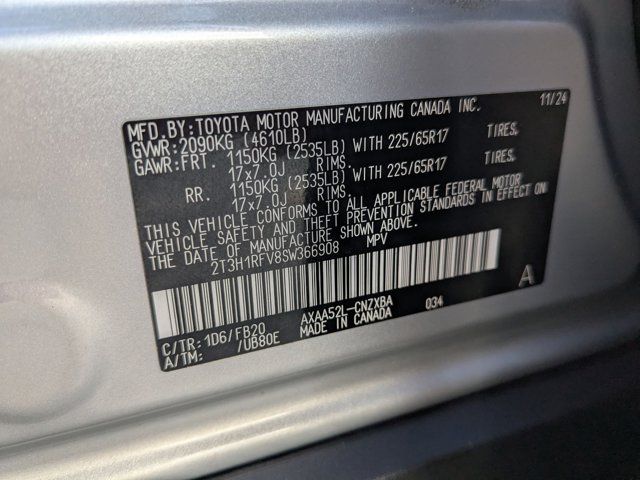 MFD.BY:TOYOTA MOTOR MANUFACTURING CANADA INC. 11/24
GVWR:2090KG (4610LB)
GAWR:FRT. 1150KG (2535LB) WITH 225/65R17 TIRES.
17x7.0J RIMS.
RR. 1150KG (2535LB) WITH 225/65R17 TIRES.
17x7.0J RIMS.
THIS VEHICLE CONFORMS TO ALL APPLICABLE FEDERAL MOTOR
VEHICLE SAFETY AND THEFT PREVENTION STANDARDS IN EFFECT ON
THE DATE OF MANUFACTURE SHOWN ABOVE.
2T3H1RFV8SW366908 MPV
A
C/TR: 1D6/FB20 AXAA52L-CNZXBA 034
A/TM: /UB80E MADE IN CANADA